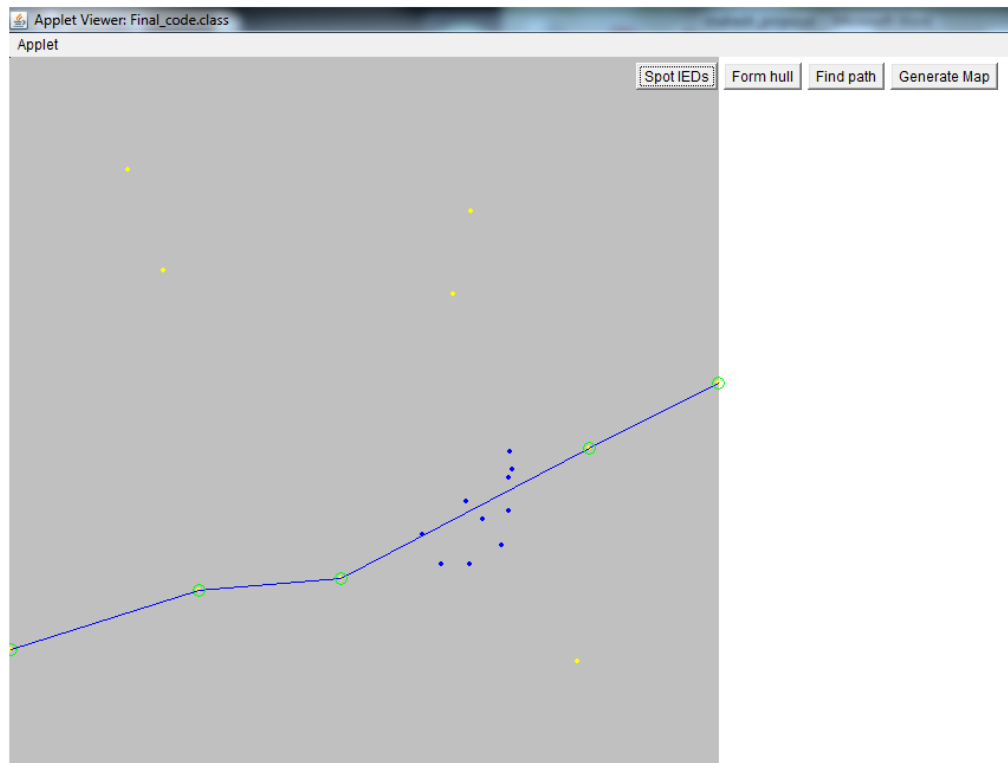 Applet Viewer: Final_code.class
Applet
Spot IEDs Form hull Find path Generate Map